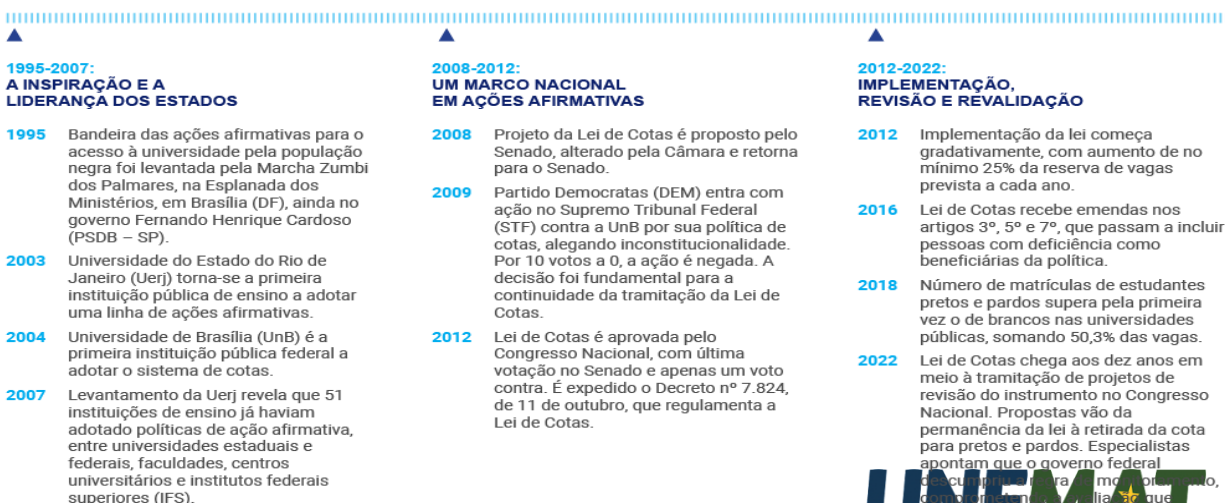 1995-2007:
A INSPIRAÇÃO E A
LIDERANÇA DOS ESTADOS
1995 Bandeira das ações afirmativas para o
acesso à universidade pela população
negra foi levantada pela Marcha Zumbi
dos Palmares, na Esplanada dos
Ministérios, em Brasília (DF), ainda no
governo Fernando Henrique Cardoso
(PSDB – SP).
2003 Universidade do Estado do Rio de
Janeiro (Uerj) torna-se a primeira
instituição pública de ensino a adotar
uma linha de ações afirmativas.
2004 Universidade de Brasília (UnB) é a
primeira instituição pública federal a
adotar o sistema de cotas.
2007 Levantamento da Uerj revela que 51
instituições de ensino já haviam
adotado políticas de ação afirmativa,
entre universidades estaduais e
federais, faculdades, centros
universitários e institutos federais
superiores (IFS).
2008-2012:
UM MARCO NACIONAL
EM AÇÕES AFIRMATIVAS
2008 Projeto da Lei de Cotas é proposto pelo
Senado, alterado pela Câmara e retorna
para o Senado.
2009 Partido Democratas (DEM) entra com
ação no Supremo Tribunal Federal
(STF) contra a UnB por sua política de
cotas, alegando inconstitucionalidade.
Por 10 votos a 0, a ação é negada. A
decisão foi fundamental para a
continuidade da tramitação da Lei de
Cotas.
2012 Lei de Cotas é aprovada pelo
Congresso Nacional, com última
votação no Senado e apenas um voto
contra. É expedido o Decreto nº 7.824,
de 11 de outubro, que regulamenta a
Lei de Cotas.
2012-2022:
IMPLEMENTAÇÃO,
REVISÃO E REVALIDAÇÃO
2012 Implementação da lei começa
gradativamente, com aumento de no
mínimo 25% da reserva de vagas
prevista a cada ano.
2016 Lei de Cotas recebe emendas nos
artigos 3º, 5º e 7º, que passam a incluir
pessoas com deficiência como
beneficiárias da política.
2018 Número de matrículas de estudantes
pretos e pardos supera pela primeira
vez o de brancos nas universidades
públicas, somando 50,3% das vagas.
2022 Lei de Cotas chega aos dez anos em
meio à tramitação de projetos de
revisão do instrumento no Congresso
Nacional. Propostas vão da
permanência da lei à retirada da cota
para pretos e pardos. Especialistas
apontam que o governo federal
descumpriu a
que
UNEMAT